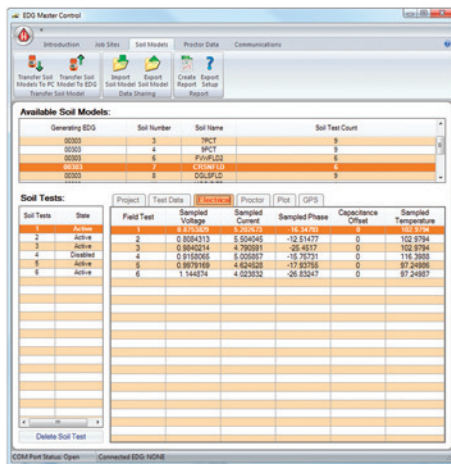 EDG Master Control
Introduction Job Sites Soil Models Proctor Data Communications
Transfer Soil Models To PC Transfer Soil Model To EDG Import Soil Model Export Soil Model Create Report Export Setup
Transfer Soil Model Data Sharing Report
Available Soil Models:
Generating EDG Soil Number Soil Name Soil Test Count
00303 3 7PCT 9
00303 4 9PCT 9
00303 6 FVWFLD2 6
00303 7 CRSNFLD 6
00303 8 DGLSFLD 9
Soil Tests: Project Test Data Electrical Proctor Plot GPS
Soil Tests State Field Test Sampled Voltage Sampled Current Sampled Phase Capacitance Offset Sampled Temperature
1 Active 1 0.8753829 5.282673 -16.34793 0 102.9794
2 Active 2 0.8084313 5.504045 -12.51477 0 102.9794
3 Active 3 0.9840214 4.790591 -25.4517 0 102.9794
4 Disabled 4 0.9158065 5.005857 -15.75731 0 116.3988
5 Active 5 0.9979169 4.624528 -17.93755 0 97.24986
6 Active 6 1.144874 4.023832 -26.83247 0 97.24987
Delete Soil Test
COM Port Status: Open Connected EDG: NONE